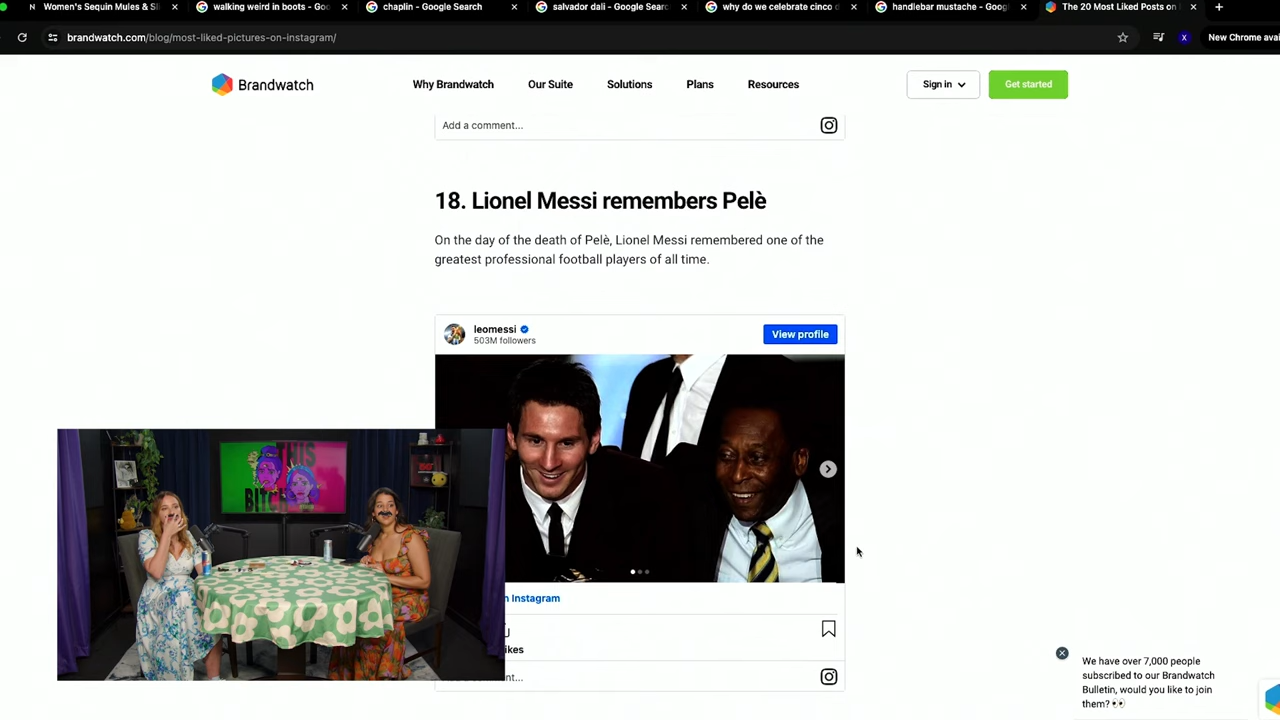 Women's Sequin Mules & Sl
walking weird in boots - Goo
chaplin - Google Search
salvador dali - Google Searc
why do we celebrate cinco d
handlebar mustache - Googl
The 20 Most Liked Posts on
brandwatch.com/blog/most-liked-pictures-on-instagram/
New Chrome avai
Brandwatch
Why Brandwatch
Our Suite
Solutions
Plans
Resources
Sign in
Get started
Add a comment...
18. Lionel Messi remembers Pelè
On the day of the death of Pelè, Lionel Messi remembered one of the
greatest professional football players of all time.
leomessi
503M followers
View profile
THIS
BITCH
n Instagram
ikes
We have over 7,000 people
subscribed to our Brandwatch
Bulletin, would you like to join
them? 👀